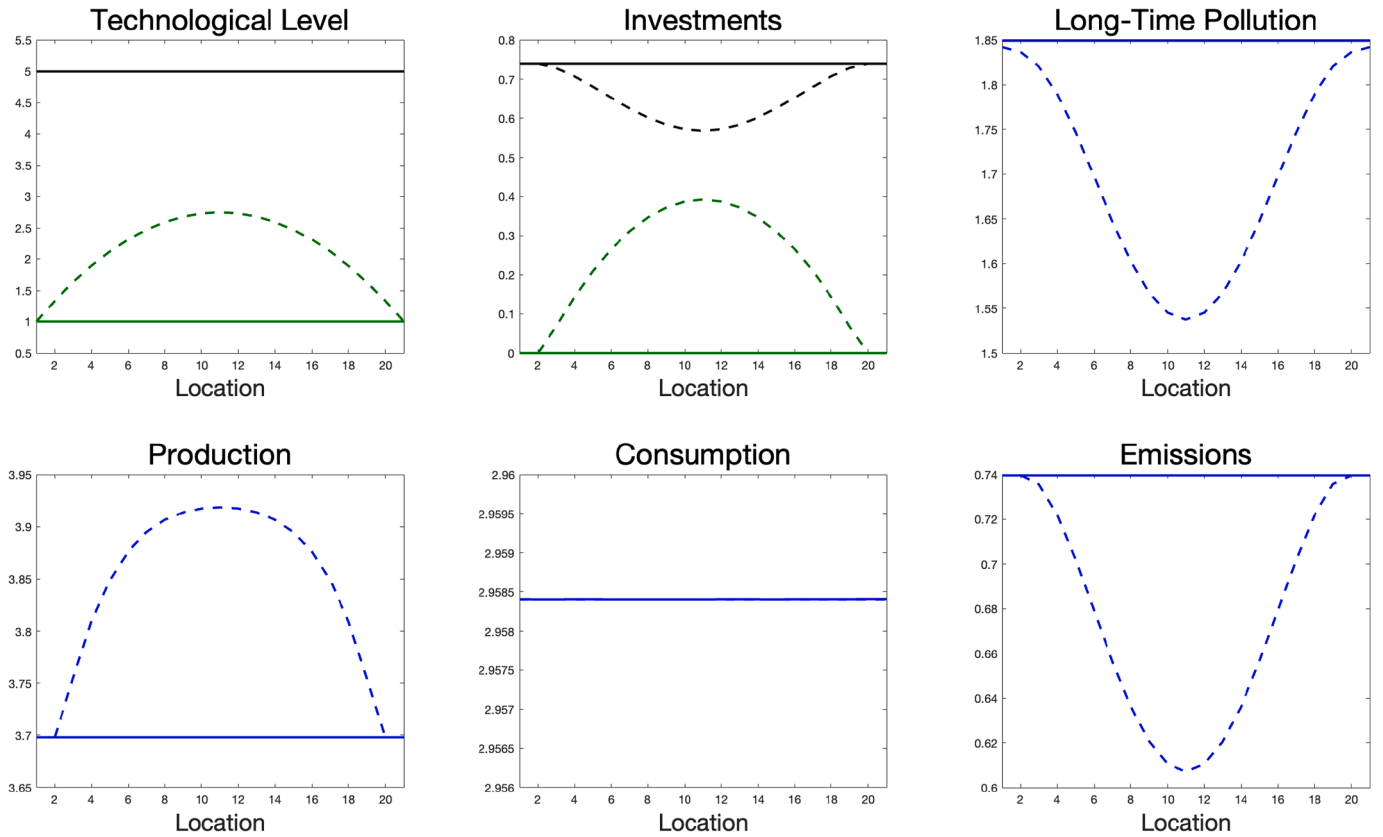 Technological Level
5.5
5
4.5
4
3.5
3
2.5
2
1.5
1
0.5
2 4 6 8 10 12 14 16 18 20
Location
Investments
0.8
0.7
0.6
0.5
0.4
0.3
0.2
0.1
0
2 4 6 8 10 12 14 16 18 20
Location
Long-Time Pollution
1.85
1.8
1.75
1.7
1.65
1.6
1.55
1.5
2 4 6 8 10 12 14 16 18 20
Location
Production
3.95
3.9
3.85
3.8
3.75
3.7
3.65
2 4 6 8 10 12 14 16 18 20
Location
Consumption
2.96
2.9595
2.959
2.9585
2.958
2.9575
2.957
2.9565
2.956
2 4 6 8 10 12 14 16 18 20
Location
Emissions
0.74
0.72
0.7
0.68
0.66
0.64
0.62
0.6
2 4 6 8 10 12 14 16 18 20
Location